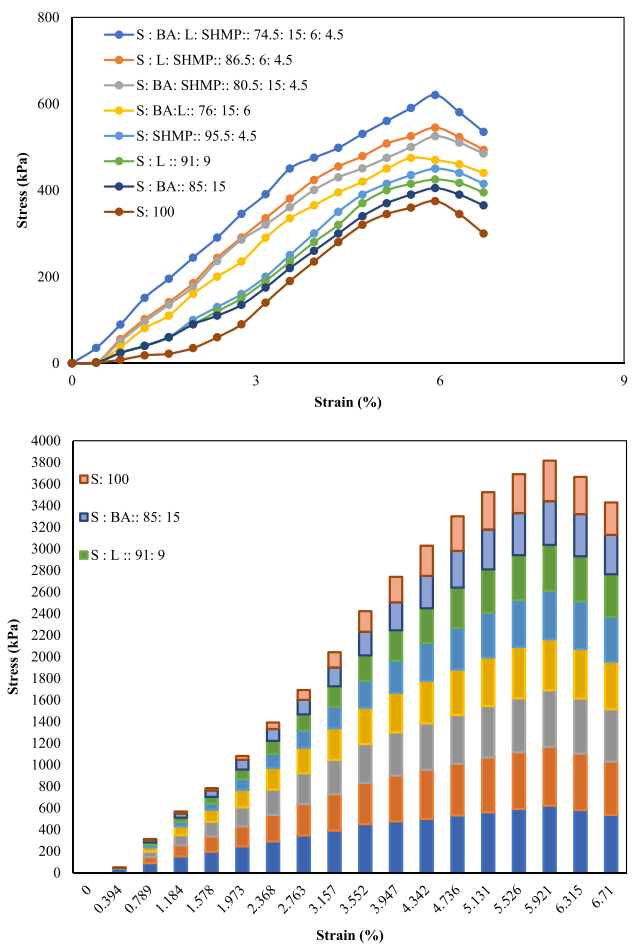 800
600
400
200
0
Stress (kPa)
S : BA: L: SHMP:: 74.5: 15: 6: 4.5
S : L: SHMP:: 86.5: 6: 4.5
S: BA: SHMP:: 80.5: 15: 4.5
S: BA:L:: 76: 15: 6
S: SHMP:: 95.5: 4.5
S : L :: 91: 9
S : BA:: 85: 15
S: 100
0 3 6 9
Strain (%)
4000
3800
3600
3400
3200
3000
2800
2600
2400
2200
2000
1800
1600
1400
1200
1000
800
600
400
200
0
Stress (kPa)
S: 100
S : BA:: 85: 15
S : L :: 91: 9
0 0.394 0.789 1.184 1.578 1.973 2.368 2.763 3.157 3.552 3.947 4.342 4.736 5.131 5.526 5.921 6.315 6.71
Strain (%)